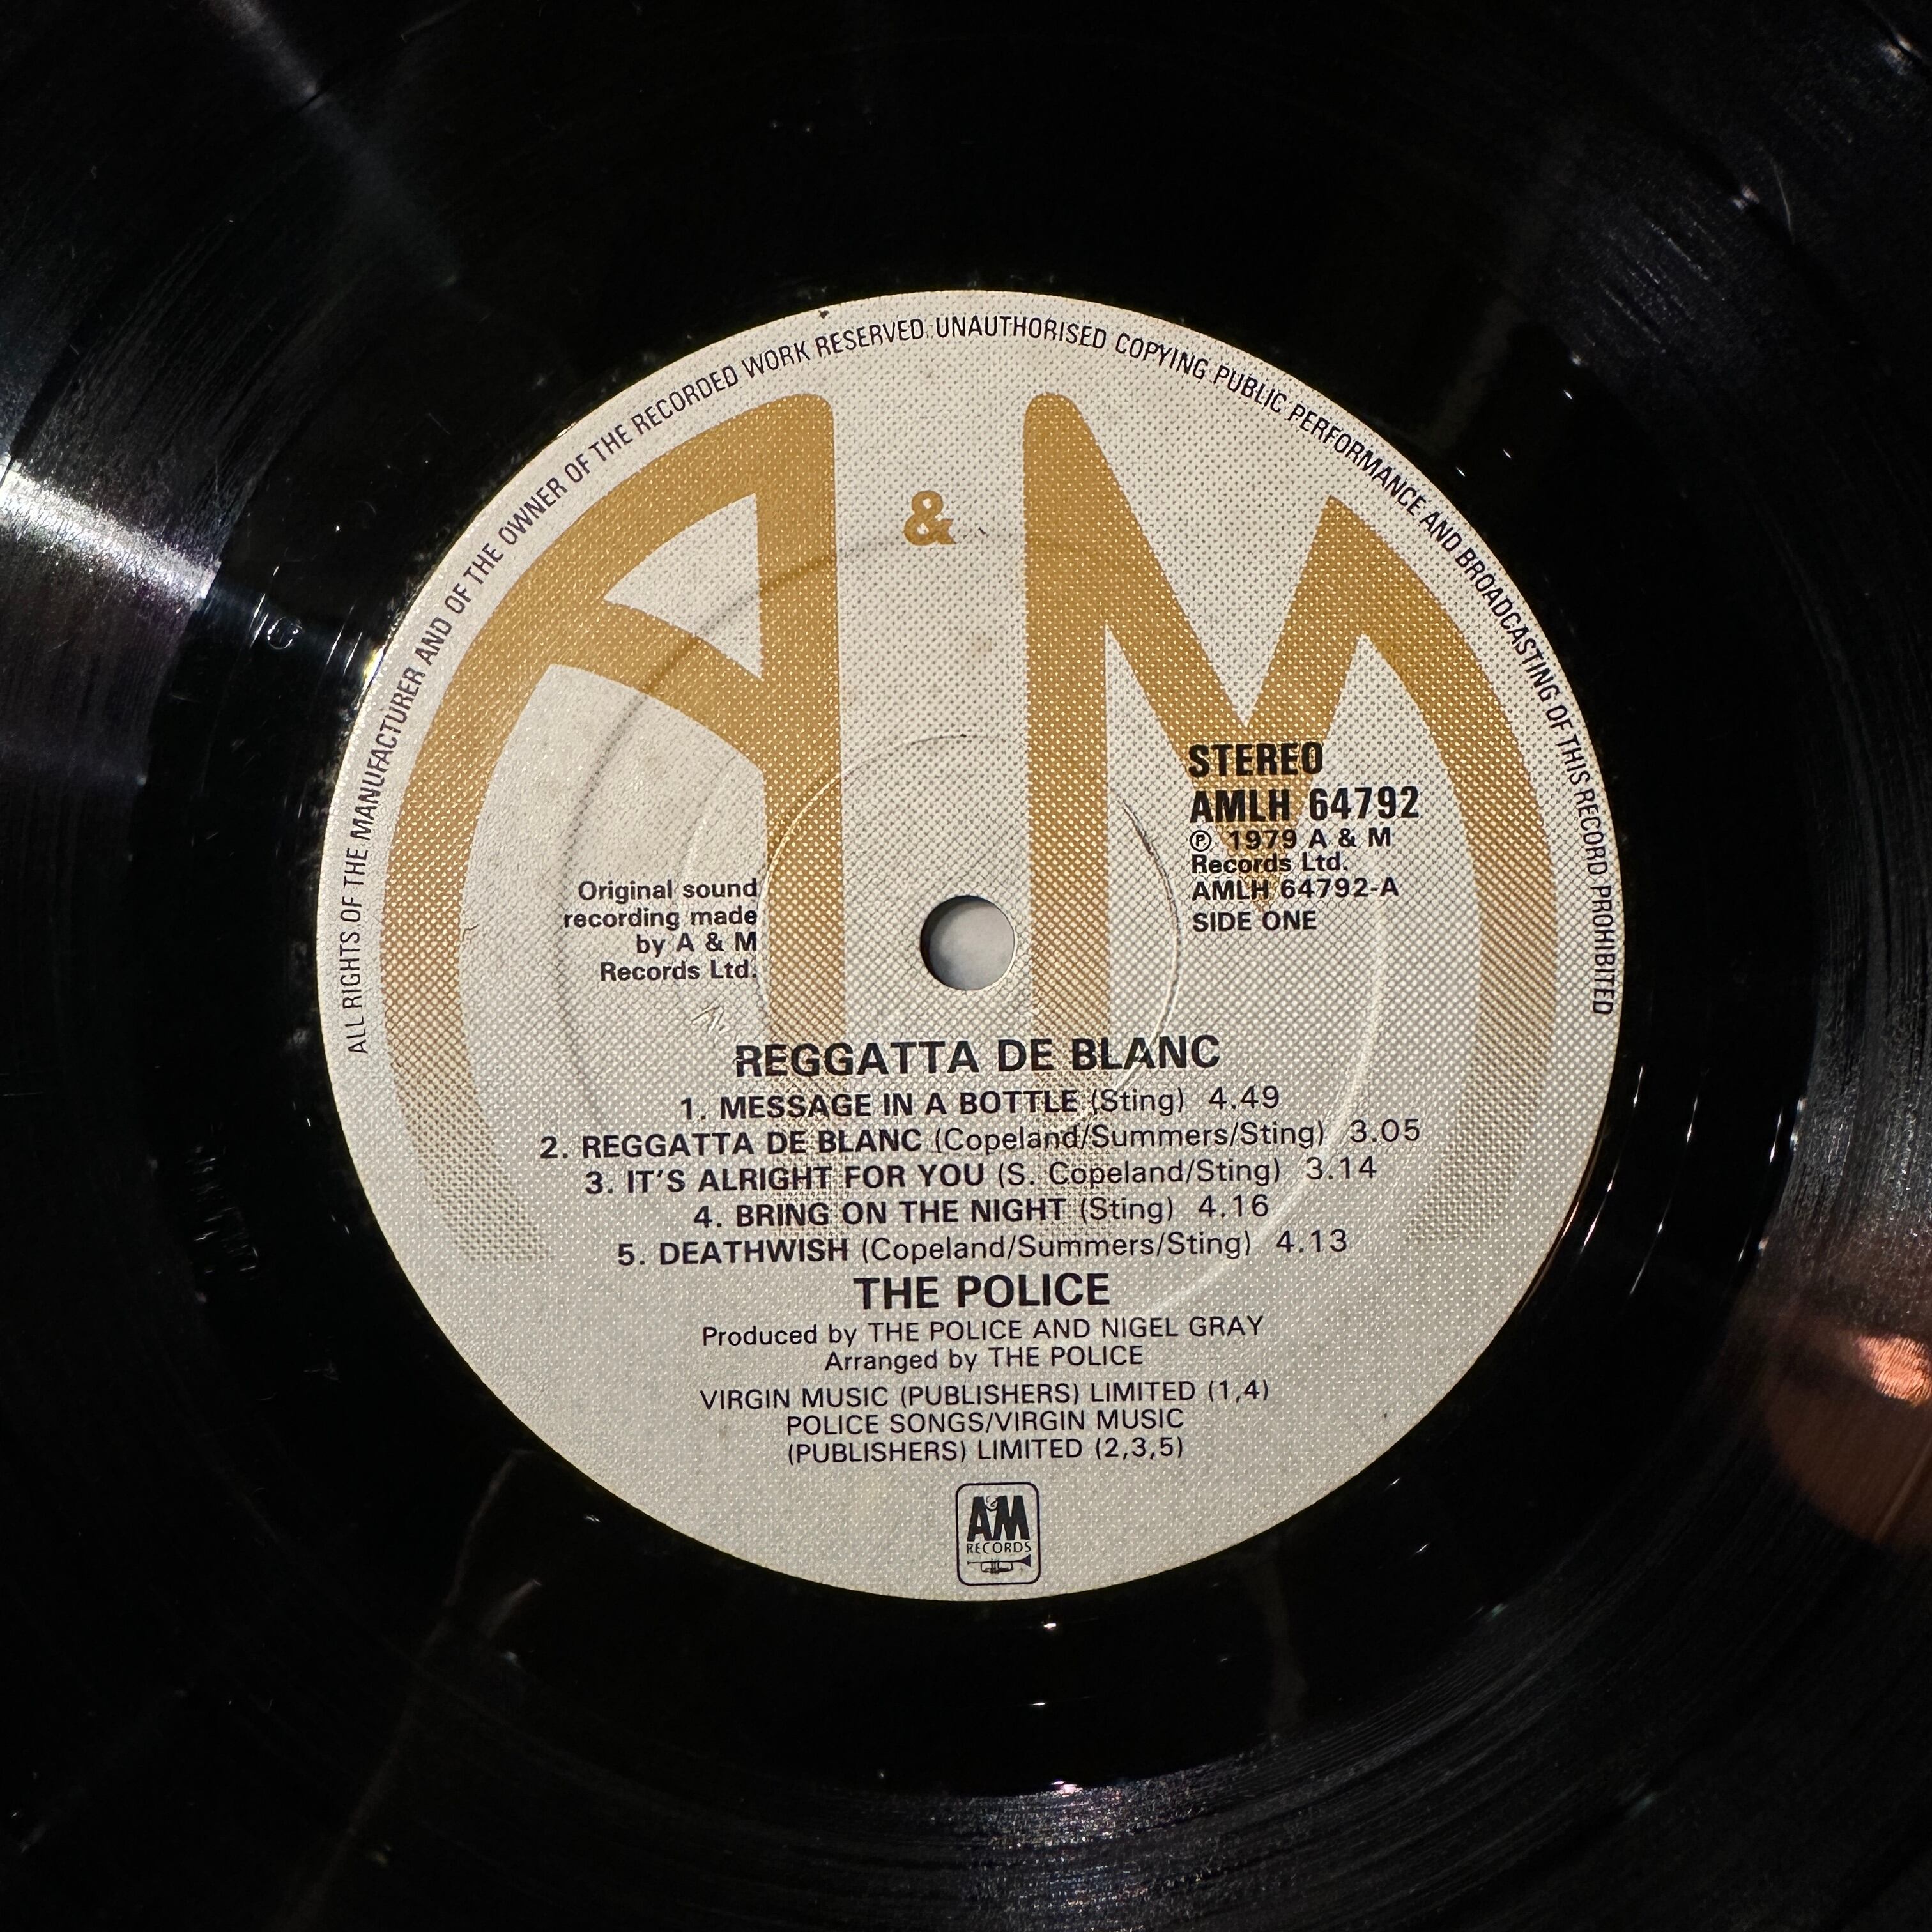 ALL RIGHTS OF THE MANUFACTURER AND OF THE OWNER OF THE RECORDED WORK RESERVED. UNAUTHORISED COPYING PUBLIC PERFORMANCE AND BROADCASTING OF THIS RECORD PROHIBITED
A & M
STEREO
AMLH 64792
℗ 1979 A & M
Records Ltd.
AMLH 64792-A
SIDE ONE
Original sound
recording made
by A & M
Records Ltd.
REGGATTA DE BLANC
1. MESSAGE IN A BOTTLE (Sting) 4.49
2. REGGATTA DE BLANC (Copeland/Summers/Sting) 3.05
3. IT'S ALRIGHT FOR YOU (S. Copeland/Sting) 3.14
4. BRING ON THE NIGHT (Sting) 4.16
5. DEATHWISH (Copeland/Summers/Sting) 4.13
THE POLICE
Produced by THE POLICE AND NIGEL GRAY
Arranged by THE POLICE
VIRGIN MUSIC (PUBLISHERS) LIMITED (1,4)
POLICE SONGS/VIRGIN MUSIC
(PUBLISHERS) LIMITED (2,3,5)
A&M
RECORDS